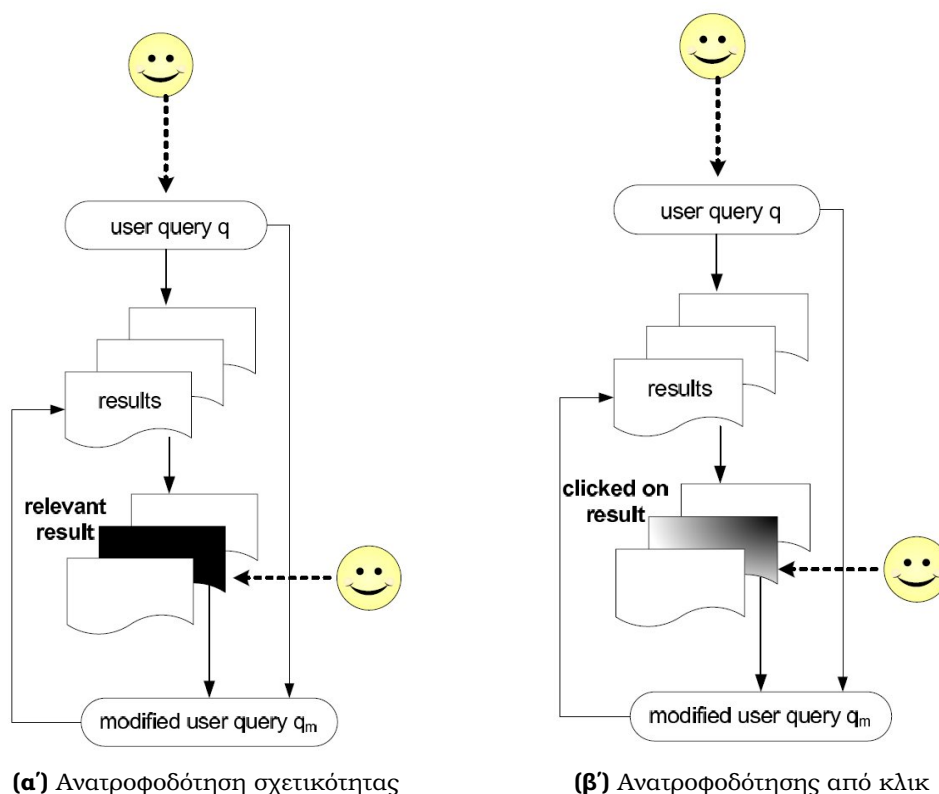 user query q
results
relevant
result
modified user query qm
(α′) Ανατροφοδότηση σχετικότητας
user query q
results
clicked on
result
modified user query qm
(β′) Ανατροφοδότησης από κλικ